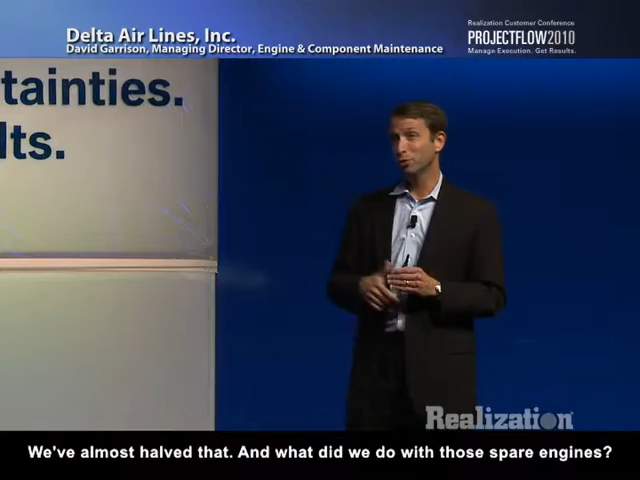 Delta Air Lines, Inc.
David Garrison, Managing Director, Engine & Component Maintenance
Realization Customer Conference
PROJECTFLOW2010
Manage Execution. Get Results.
tainties.
lts.
Realization
We've almost halved that. And what did we do with those spare engines?